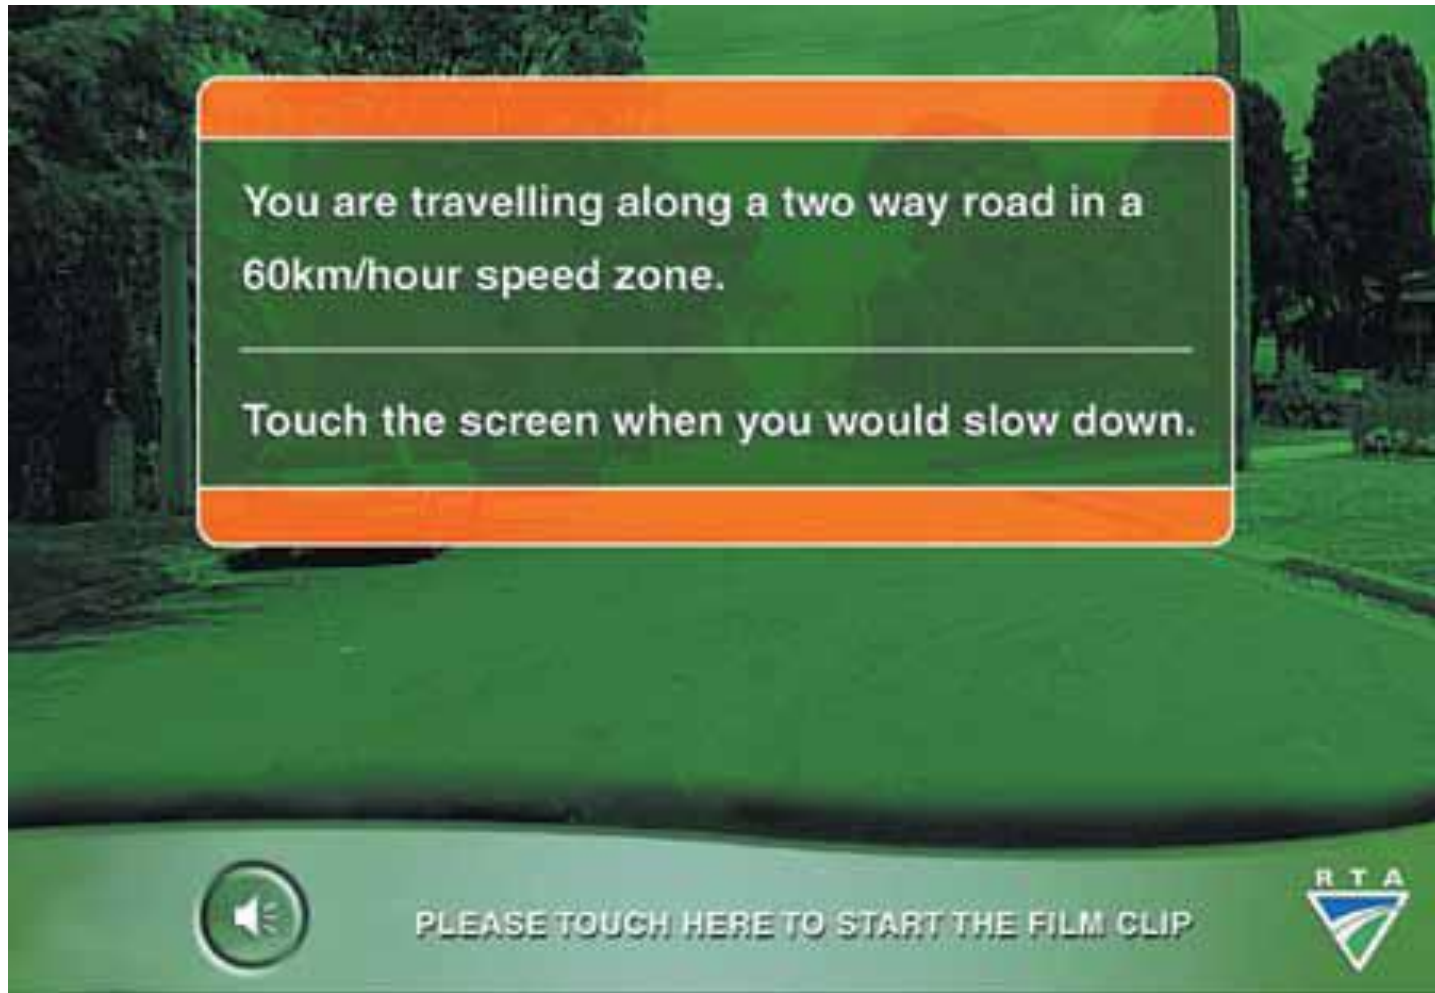 You are travelling along a two way road in a
60km/hour speed zone.
Touch the screen when you would slow down.
PLEASE TOUCH HERE TO START THE FILM CLIP
RTA